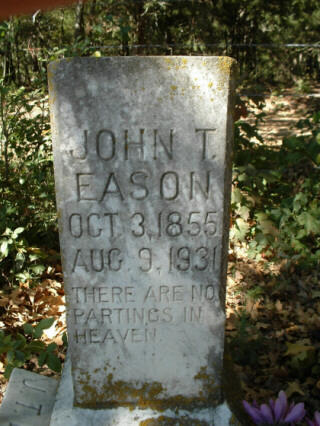 JOHN T.
EASON
OCT 3, 1855
AUG 9, 1931
THERE ARE NO
PARTINGS IN
HEAVEN